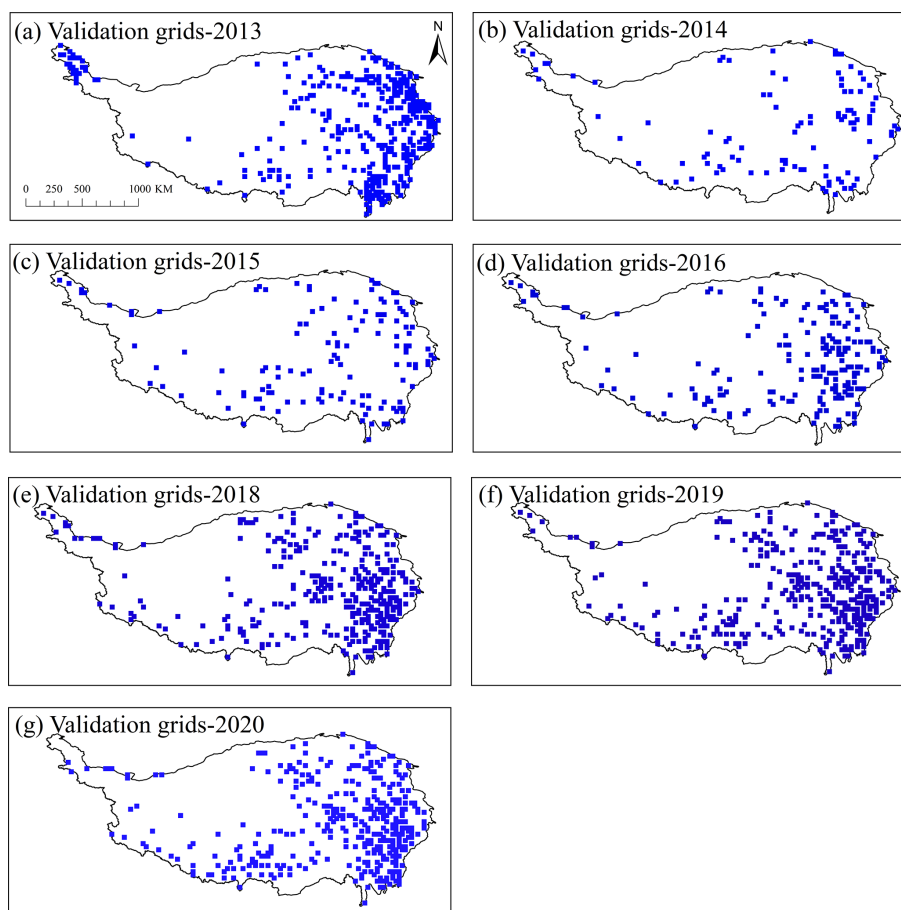 (a) Validation grids-2013
N
0 250 500 1000 KM
(b) Validation grids-2014
(c) Validation grids-2015
(d) Validation grids-2016
(e) Validation grids-2018
(f) Validation grids-2019
(g) Validation grids-2020